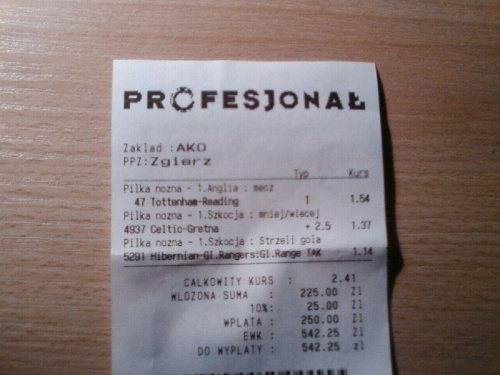 PROFESJONAŁ
Zaklad :AKO
PPZ:Zgierz
Typ Kurs
Pilka nozna - 1.Anglia : mecz
47 Tottenham-Reading 1 1.54
Pilka nozna - 1.Szkocja : mniej/wiecej
4937 Celtic-Gretna + 2.5 1.37
Pilka nozna - 1.Szkocja : Strzeli gola
5291 Hibernian-Gl.Rangers:Gl.Range TAK 1.14
CALKOWITY KURS : 2.41
WLOZONA SUMA : 225.00 Zl
10%: 25.00 Zl
WPLATA : 250.00 Zl
EWK : 542.25 Zl
DO WYPLATY : 542.25 zl